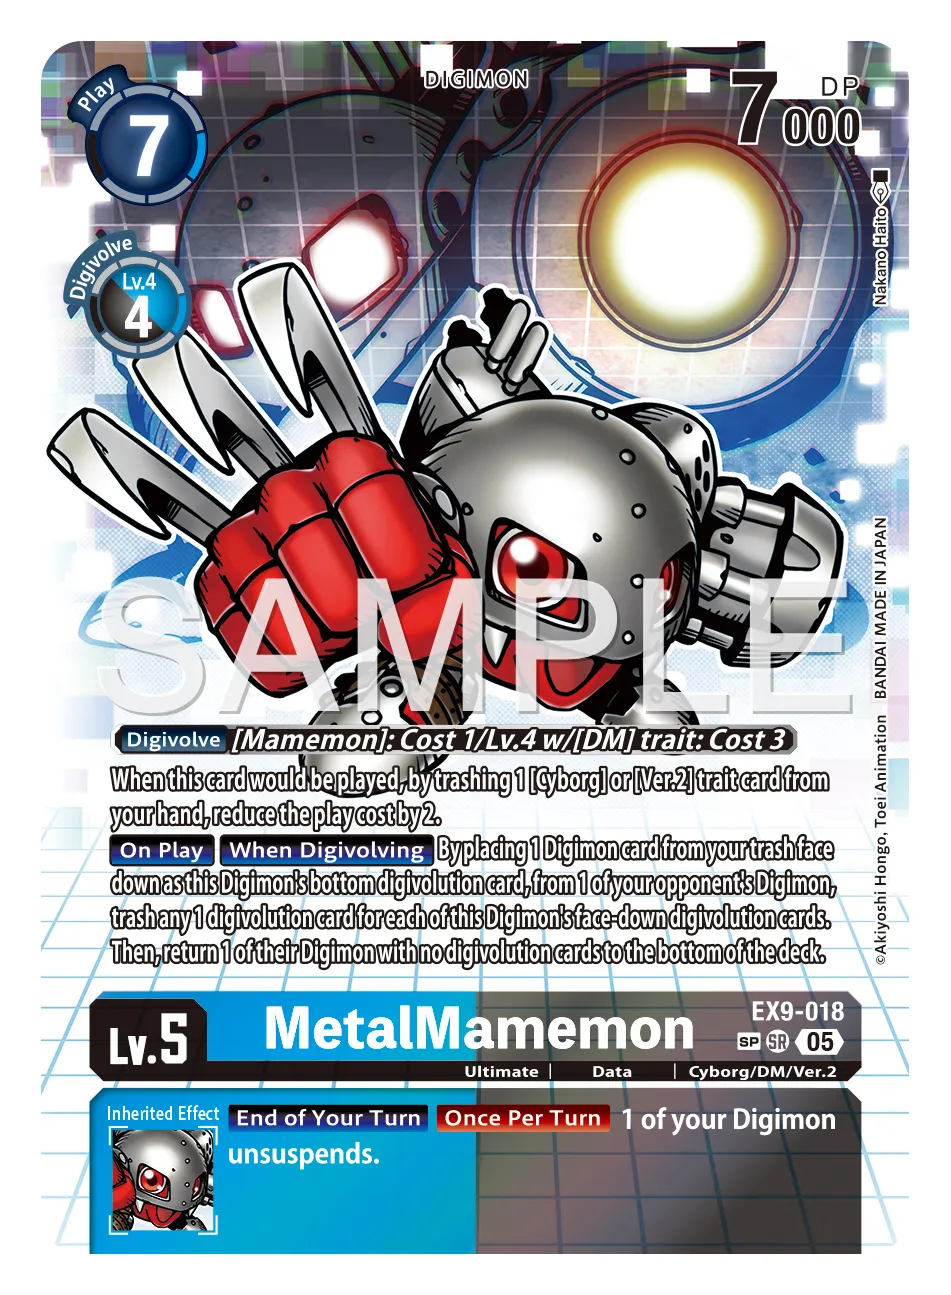 DIGIMON
Play
7
7
DP
000
Digivolve
Lv.4
4
Nakano Haito
BANDAI MADE IN JAPAN
©Akiyoshi Hongo, Toei Animation
SAMPLE
Digivolve [Mamemon]: Cost 1/Lv.4 w/[DM] trait: Cost 3
When this card would be played, by trashing 1 [Cyborg] or [Ver.2] trait card from
your hand, reduce the play cost by 2.
On Play When Digivolving By placing 1 Digimon card from your trash face
down as this Digimon's bottom digivolution card, from 1 of your opponent's Digimon,
trash any 1 digivolution card for each of this Digimon's face-down digivolution cards.
Then, return 1 of their Digimon with no digivolution cards to the bottom of the deck.
Lv.5
MetalMamemon
EX9-018
SP SR 05
Ultimate | Data | Cyborg/DM/Ver.2
Inherited Effect
End of Your Turn Once Per Turn 1 of your Digimon
unsuspends.